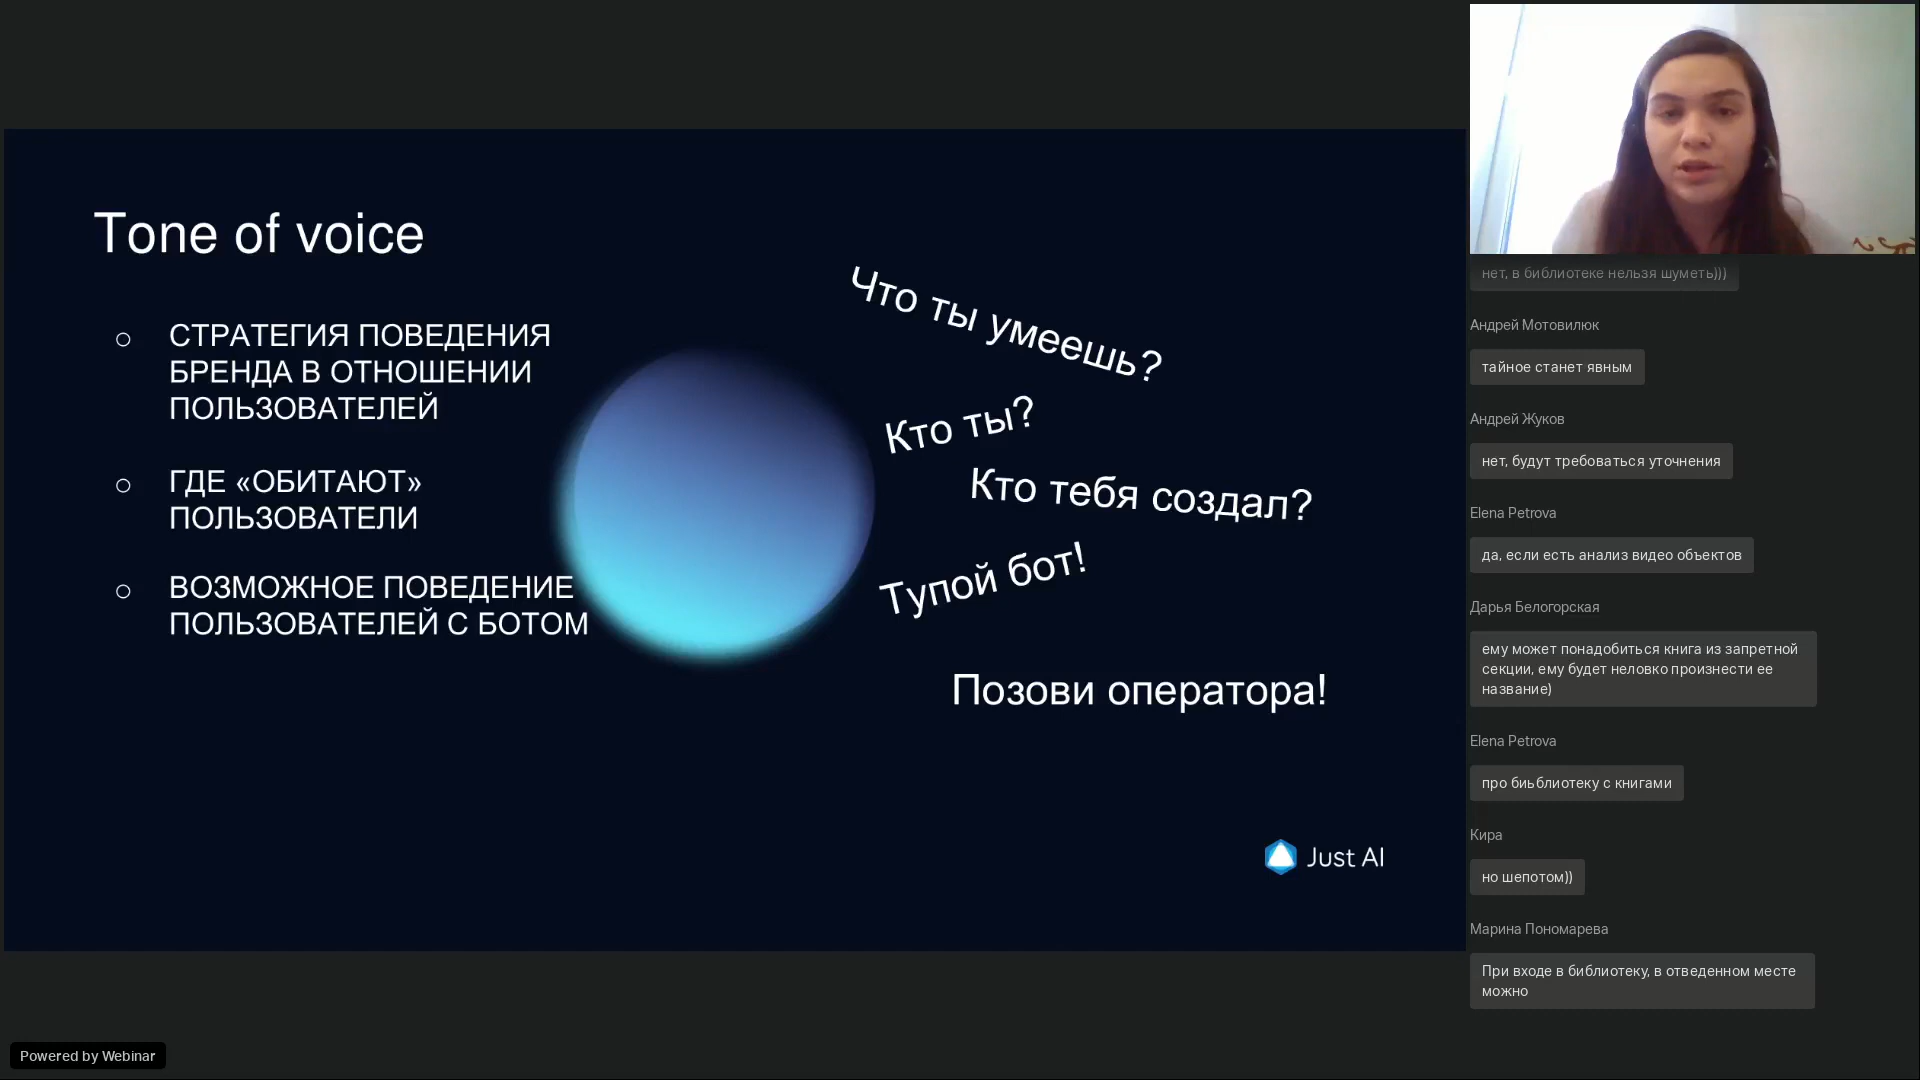 Tone of voice
СТРАТЕГИЯ ПОВЕДЕНИЯ
БРЕНДА В ОТНОШЕНИИ
ПОЛЬЗОВАТЕЛЕЙ
ГДЕ «ОБИТАЮТ»
ПОЛЬЗОВАТЕЛИ
ВОЗМОЖНОЕ ПОВЕДЕНИЕ
ПОЛЬЗОВАТЕЛЕЙ С БОТОМ
Что ты умеешь?
Кто ты?
Кто тебя создал?
Тупой бот!
Позови оператора!
Just AI
нет, в библиотеке нельзя шуметь)))
Андрей Мотовилюк
тайное станет явным
Андрей Жуков
нет, будут требоваться уточнения
Elena Petrova
да, если есть анализ видео объектов
Дарья Белогорская
ему может понадобиться книга из запретной
секции, ему будет неловко произнести ее
название)
Elena Petrova
про биьблиотеку с книгами
Кира
но шепотом))
Марина Пономарева
При входе в библиотеку, в отведенном месте
можно
Powered by Webinar